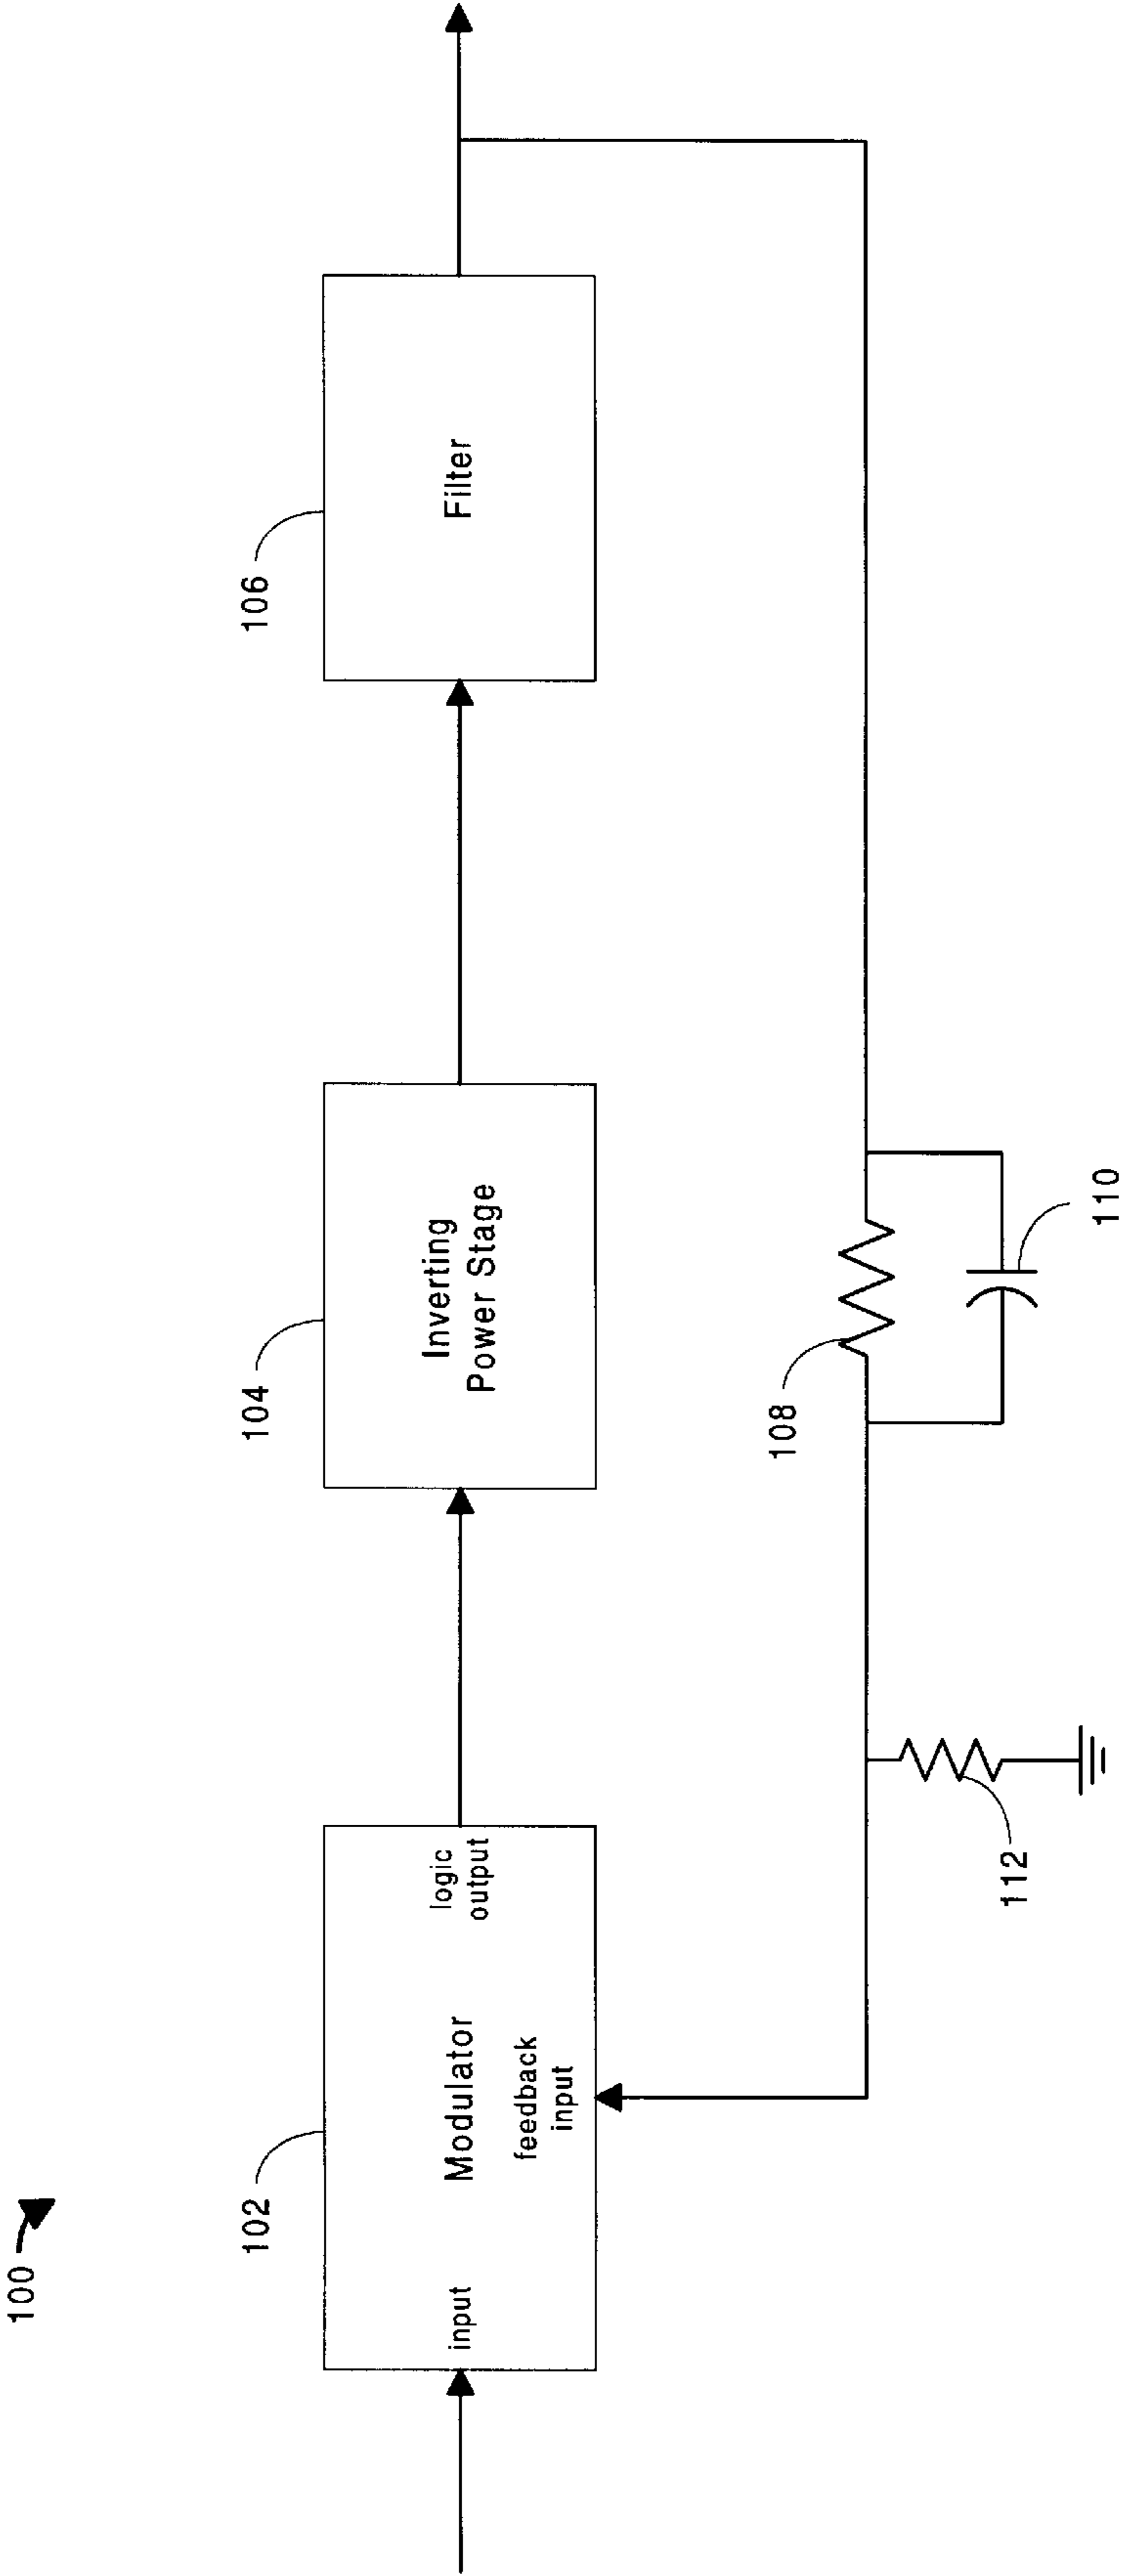 100
102
104
106
input
Modulator
feedback
input
logic
output
Inverting
Power Stage
Filter
108
110
112